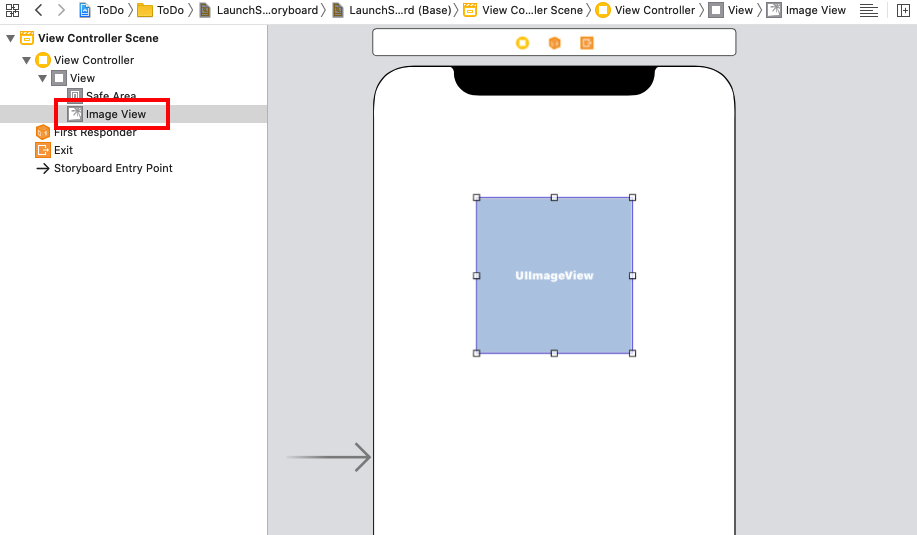 ToDo ToDo LaunchS...oryboard LaunchS...rd (Base) View Co...ler Scene View Controller View Image View
View Controller Scene
View Controller
View
Safe Area
Image View
First Responder
Exit
Storyboard Entry Point
UIImageView